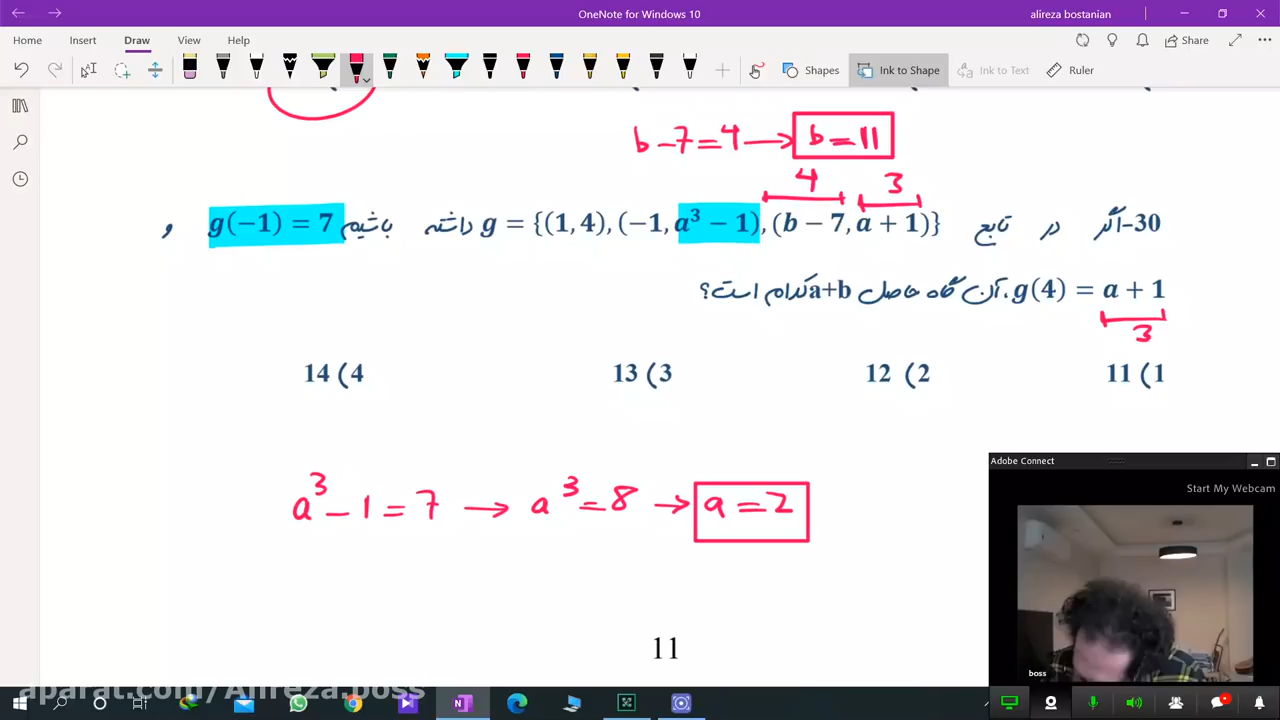 OneNote for Windows 10
alireza bostanian
Home Insert Draw View Help
Share
Shapes Ink to Shape Ink to Text Ruler
b - 7 = 4 → b = 11
4 3
30-اگر در تابع g = {(1, 4), (−1, a³ − 1), (b − 7, a + 1)} داشته باشیم g(−1) = 7 و
g(4) = a + 1 ،آن گاه حاصل a+b کدام است؟
3
11 (1 12 (2 13 (3 14 (4
a³ - 1 = 7 → a³ = 8 → a = 2
11
Adobe Connect
Start My Webcam
boss
aparat.com/Alireza.boss